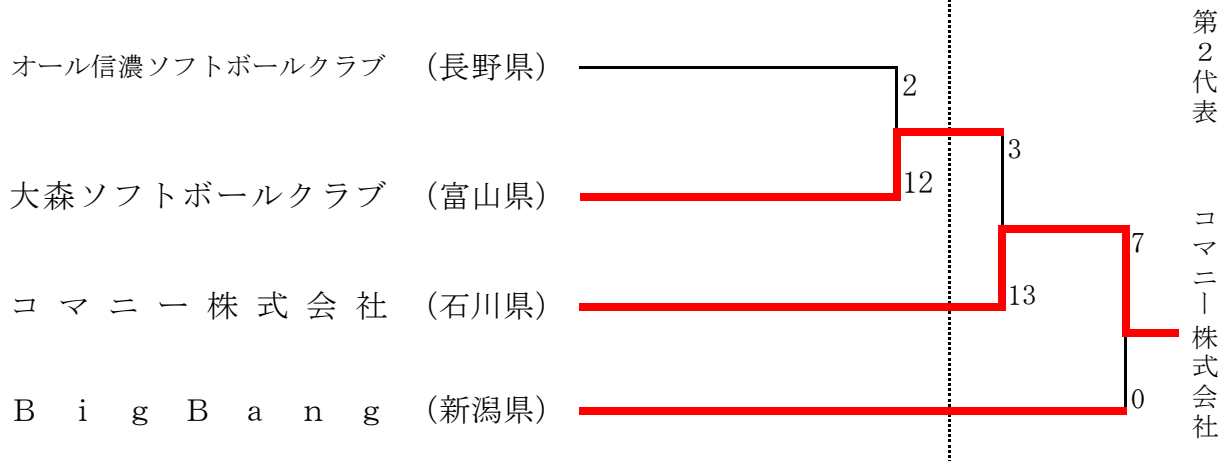 オール信濃ソフトボールクラブ (長野県)
2
大森ソフトボールクラブ (富山県)
12
3
コマニー株式会社 (石川県)
13
7
BigBang (新潟県)
0
第2代表
コマニー株式会社